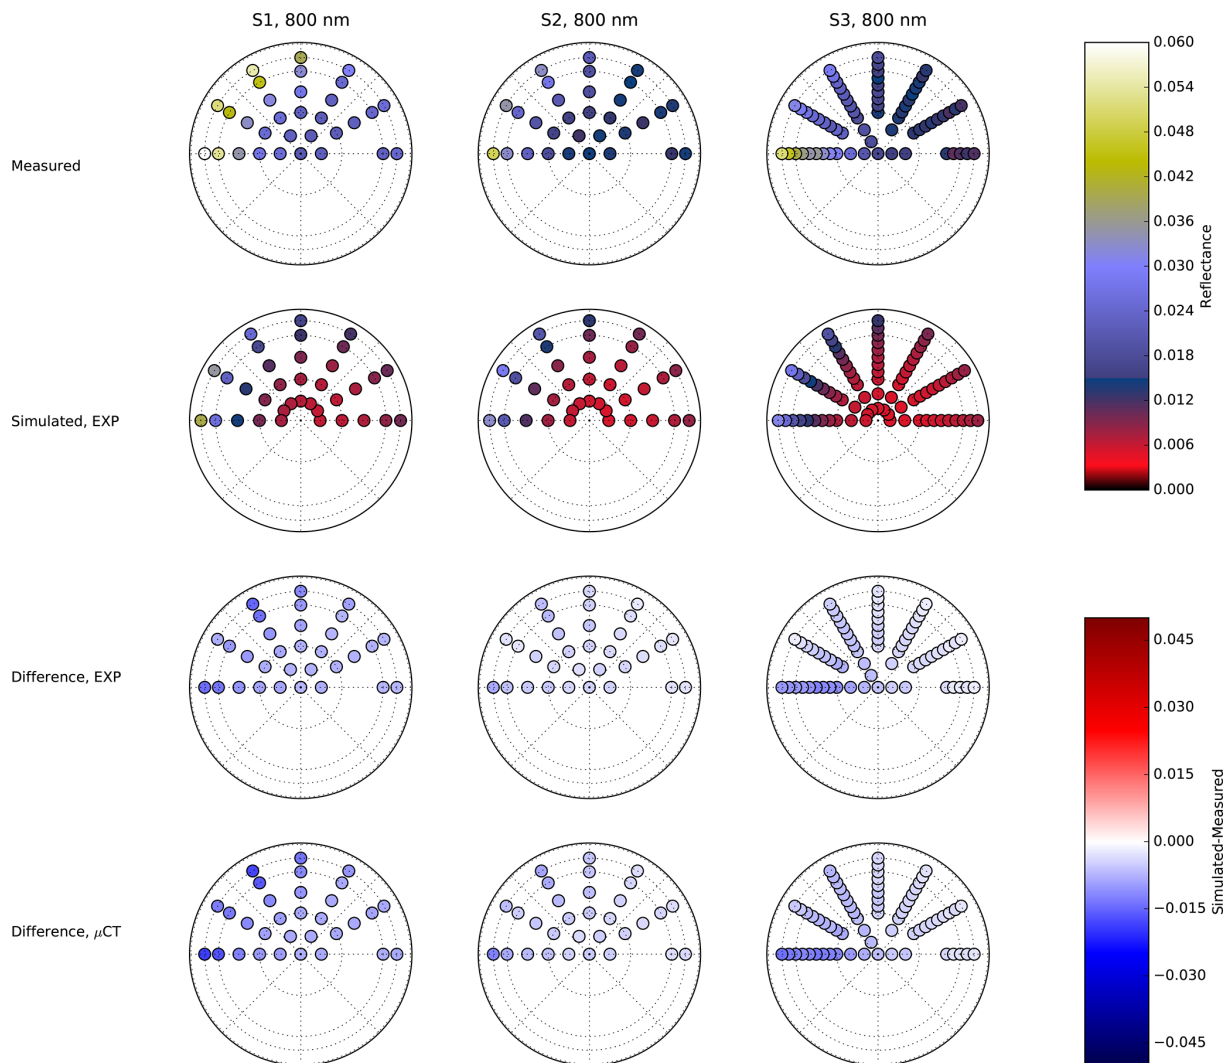 S1, 800 nm
S2, 800 nm
S3, 800 nm
Measured
Simulated, EXP
Difference, EXP
Difference, μCT
0.060
0.054
0.048
0.042
0.036
0.030
0.024
0.018
0.012
0.006
0.000
Reflectance
0.045
0.030
0.015
0.000
−0.015
−0.030
−0.045
Simulated-Measured